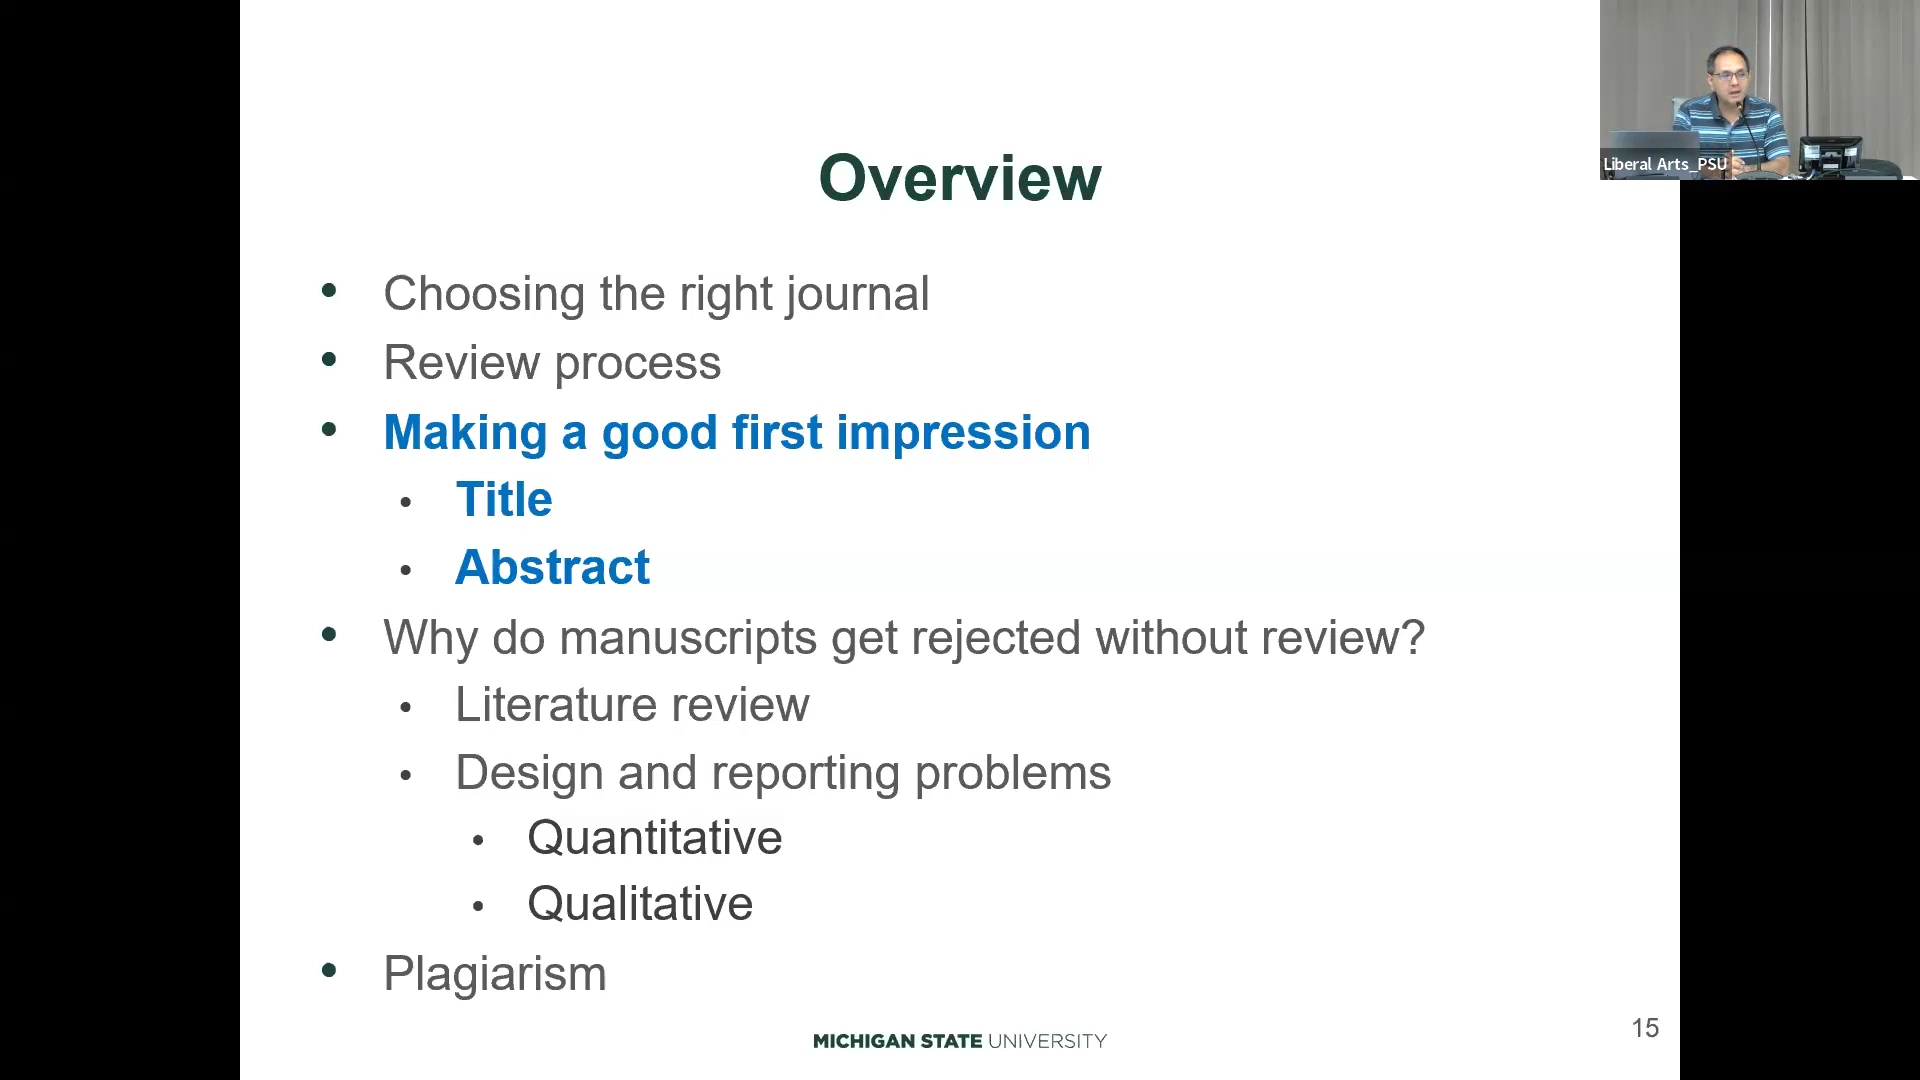 Liberal Arts_PSU
Overview
• Choosing the right journal
• Review process
• Making a good first impression
• Title
• Abstract
• Why do manuscripts get rejected without review?
• Literature review
• Design and reporting problems
• Quantitative
• Qualitative
• Plagiarism
MICHIGAN STATE UNIVERSITY
15